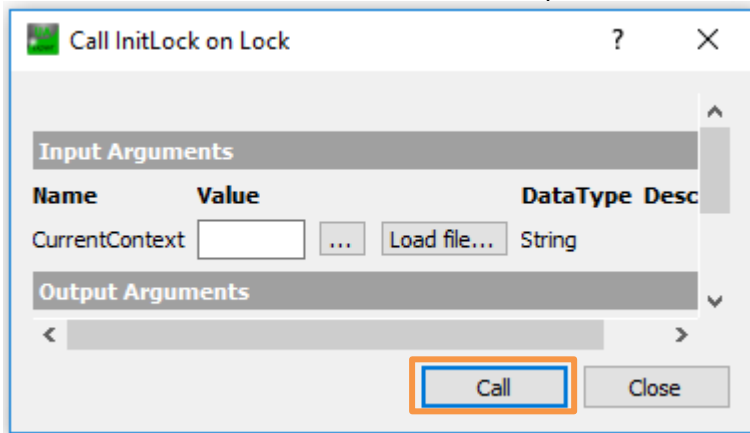 Call InitLock on Lock ?
Input Arguments
Name Value DataType Desc
CurrentContext ... Load file... String
Output Arguments
Call Close